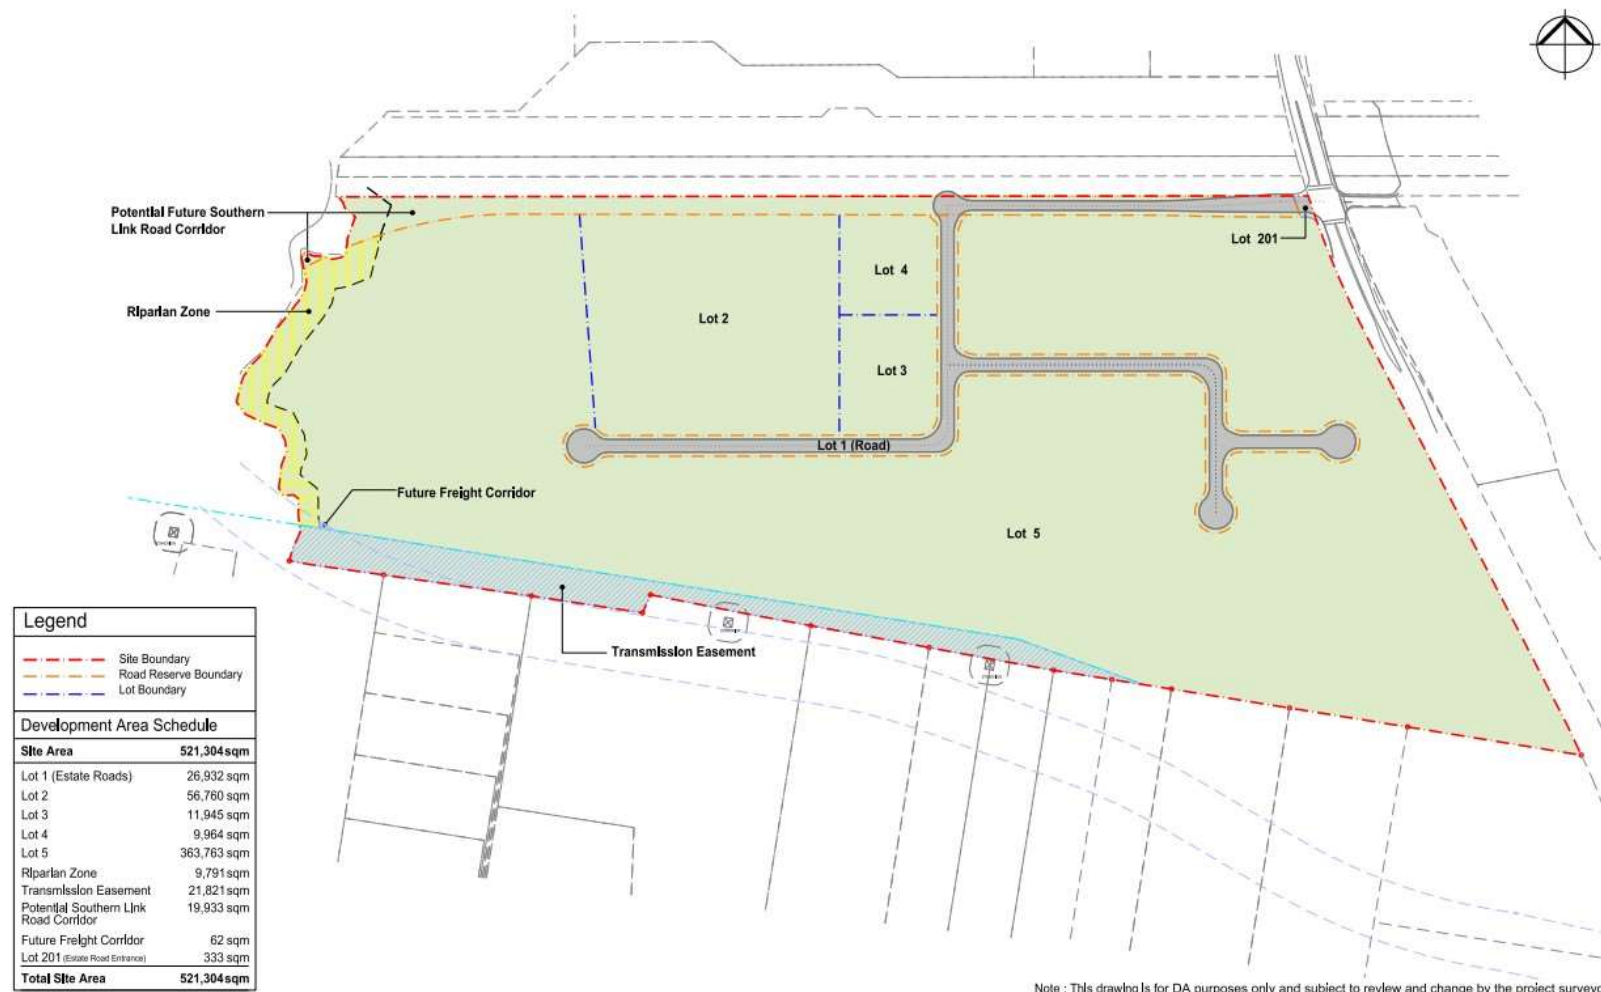 Potential Future Southern
Link Road Corridor
Riparian Zone
Lot 201
Lot 4
Lot 2
Lot 3
Lot 1 (Road)
Future Freight Corridor
Lot 5
Transmission Easement
Legend
Site Boundary
Road Reserve Boundary
Lot Boundary
Development Area Schedule
Site Area 521,304sqm
Lot 1 (Estate Roads) 26,932 sqm
Lot 2 56,760 sqm
Lot 3 11,945 sqm
Lot 4 9,964 sqm
Lot 5 363,763 sqm
Riparian Zone 9,791sqm
Transmission Easement 21,821sqm
Potential Southern Link 19,933 sqm
Road Corridor
Future Freight Corridor 62 sqm
Lot 201 (Estate Road Entrance) 333 sqm
Total Site Area 521,304sqm
Note : This drawing is for DA purposes only and subject to review and change by the project surveyo